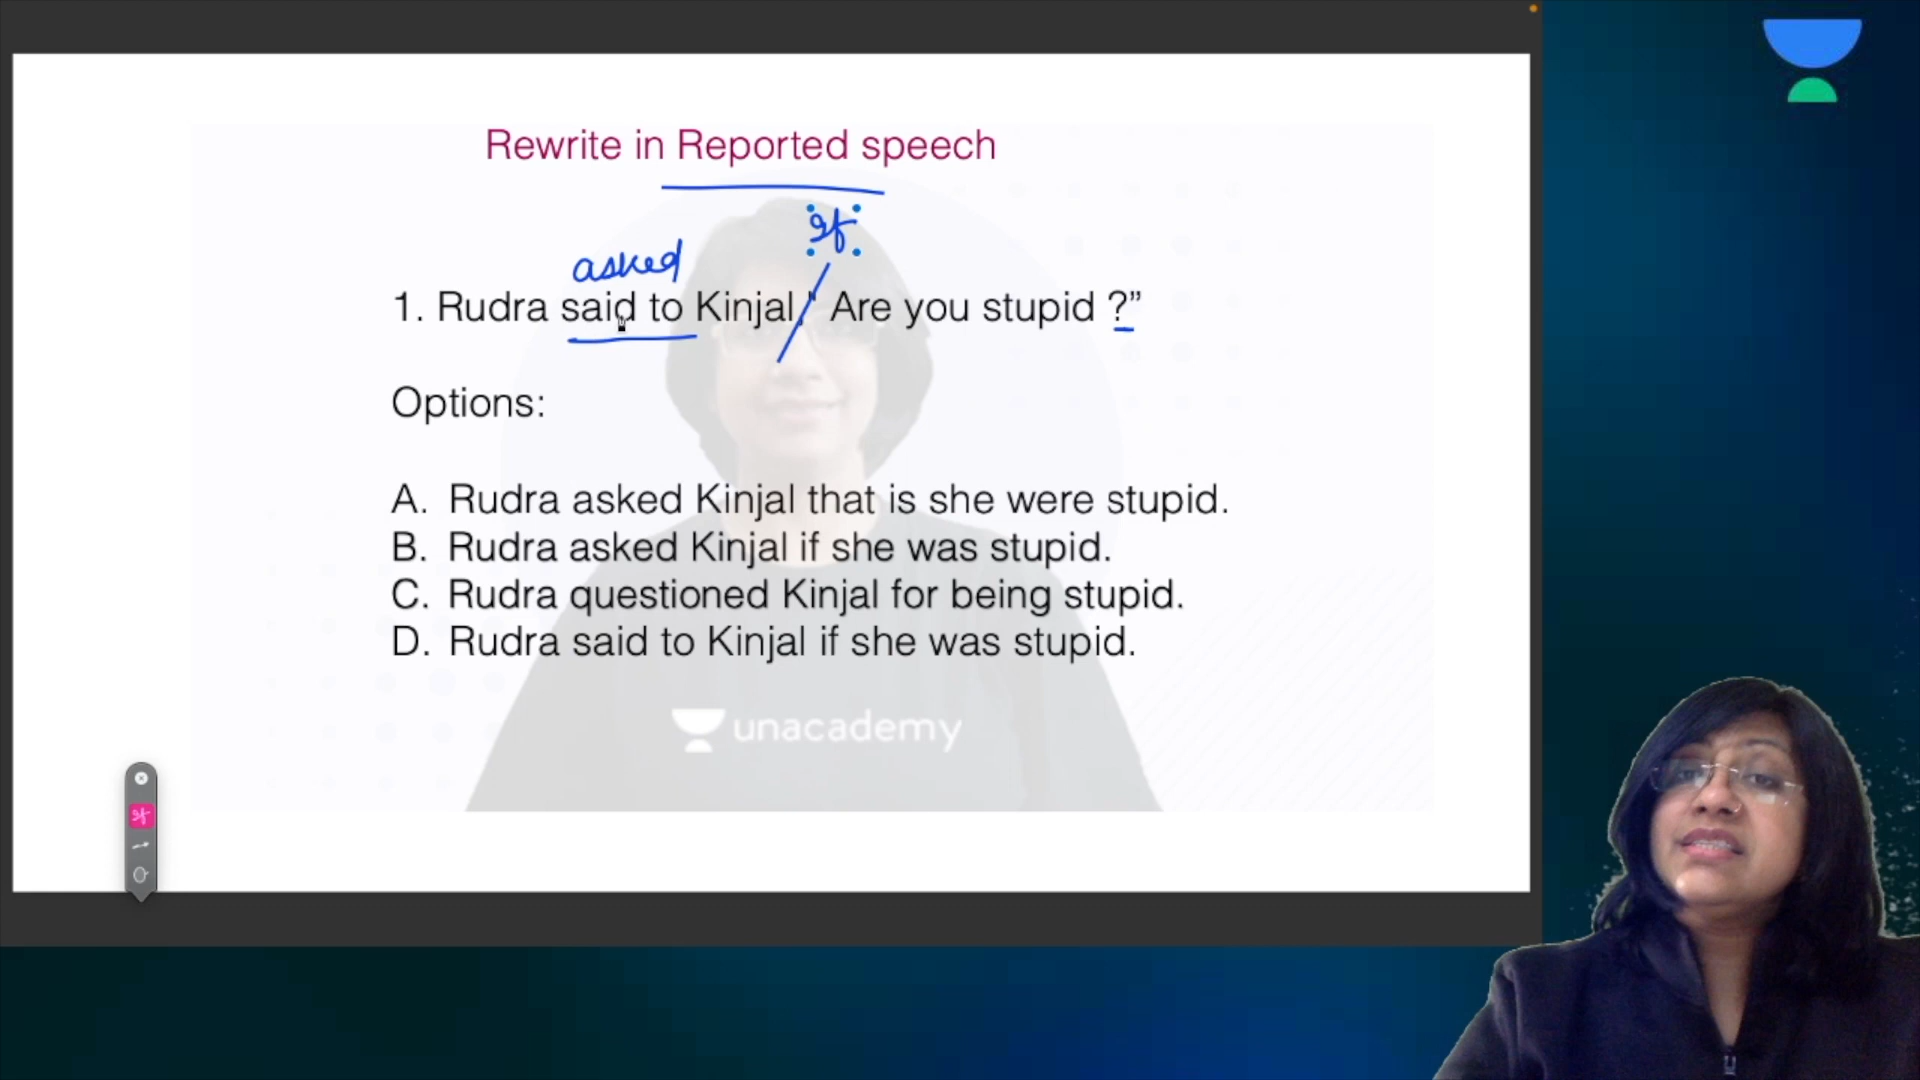 Rewrite in Reported speech
If
asked
1. Rudra said to Kinjal," Are you stupid ?”
Options:
A. Rudra asked Kinjal that is she were stupid.
B. Rudra asked Kinjal if she was stupid.
C. Rudra questioned Kinjal for being stupid.
D. Rudra said to Kinjal if she was stupid.
unacademy